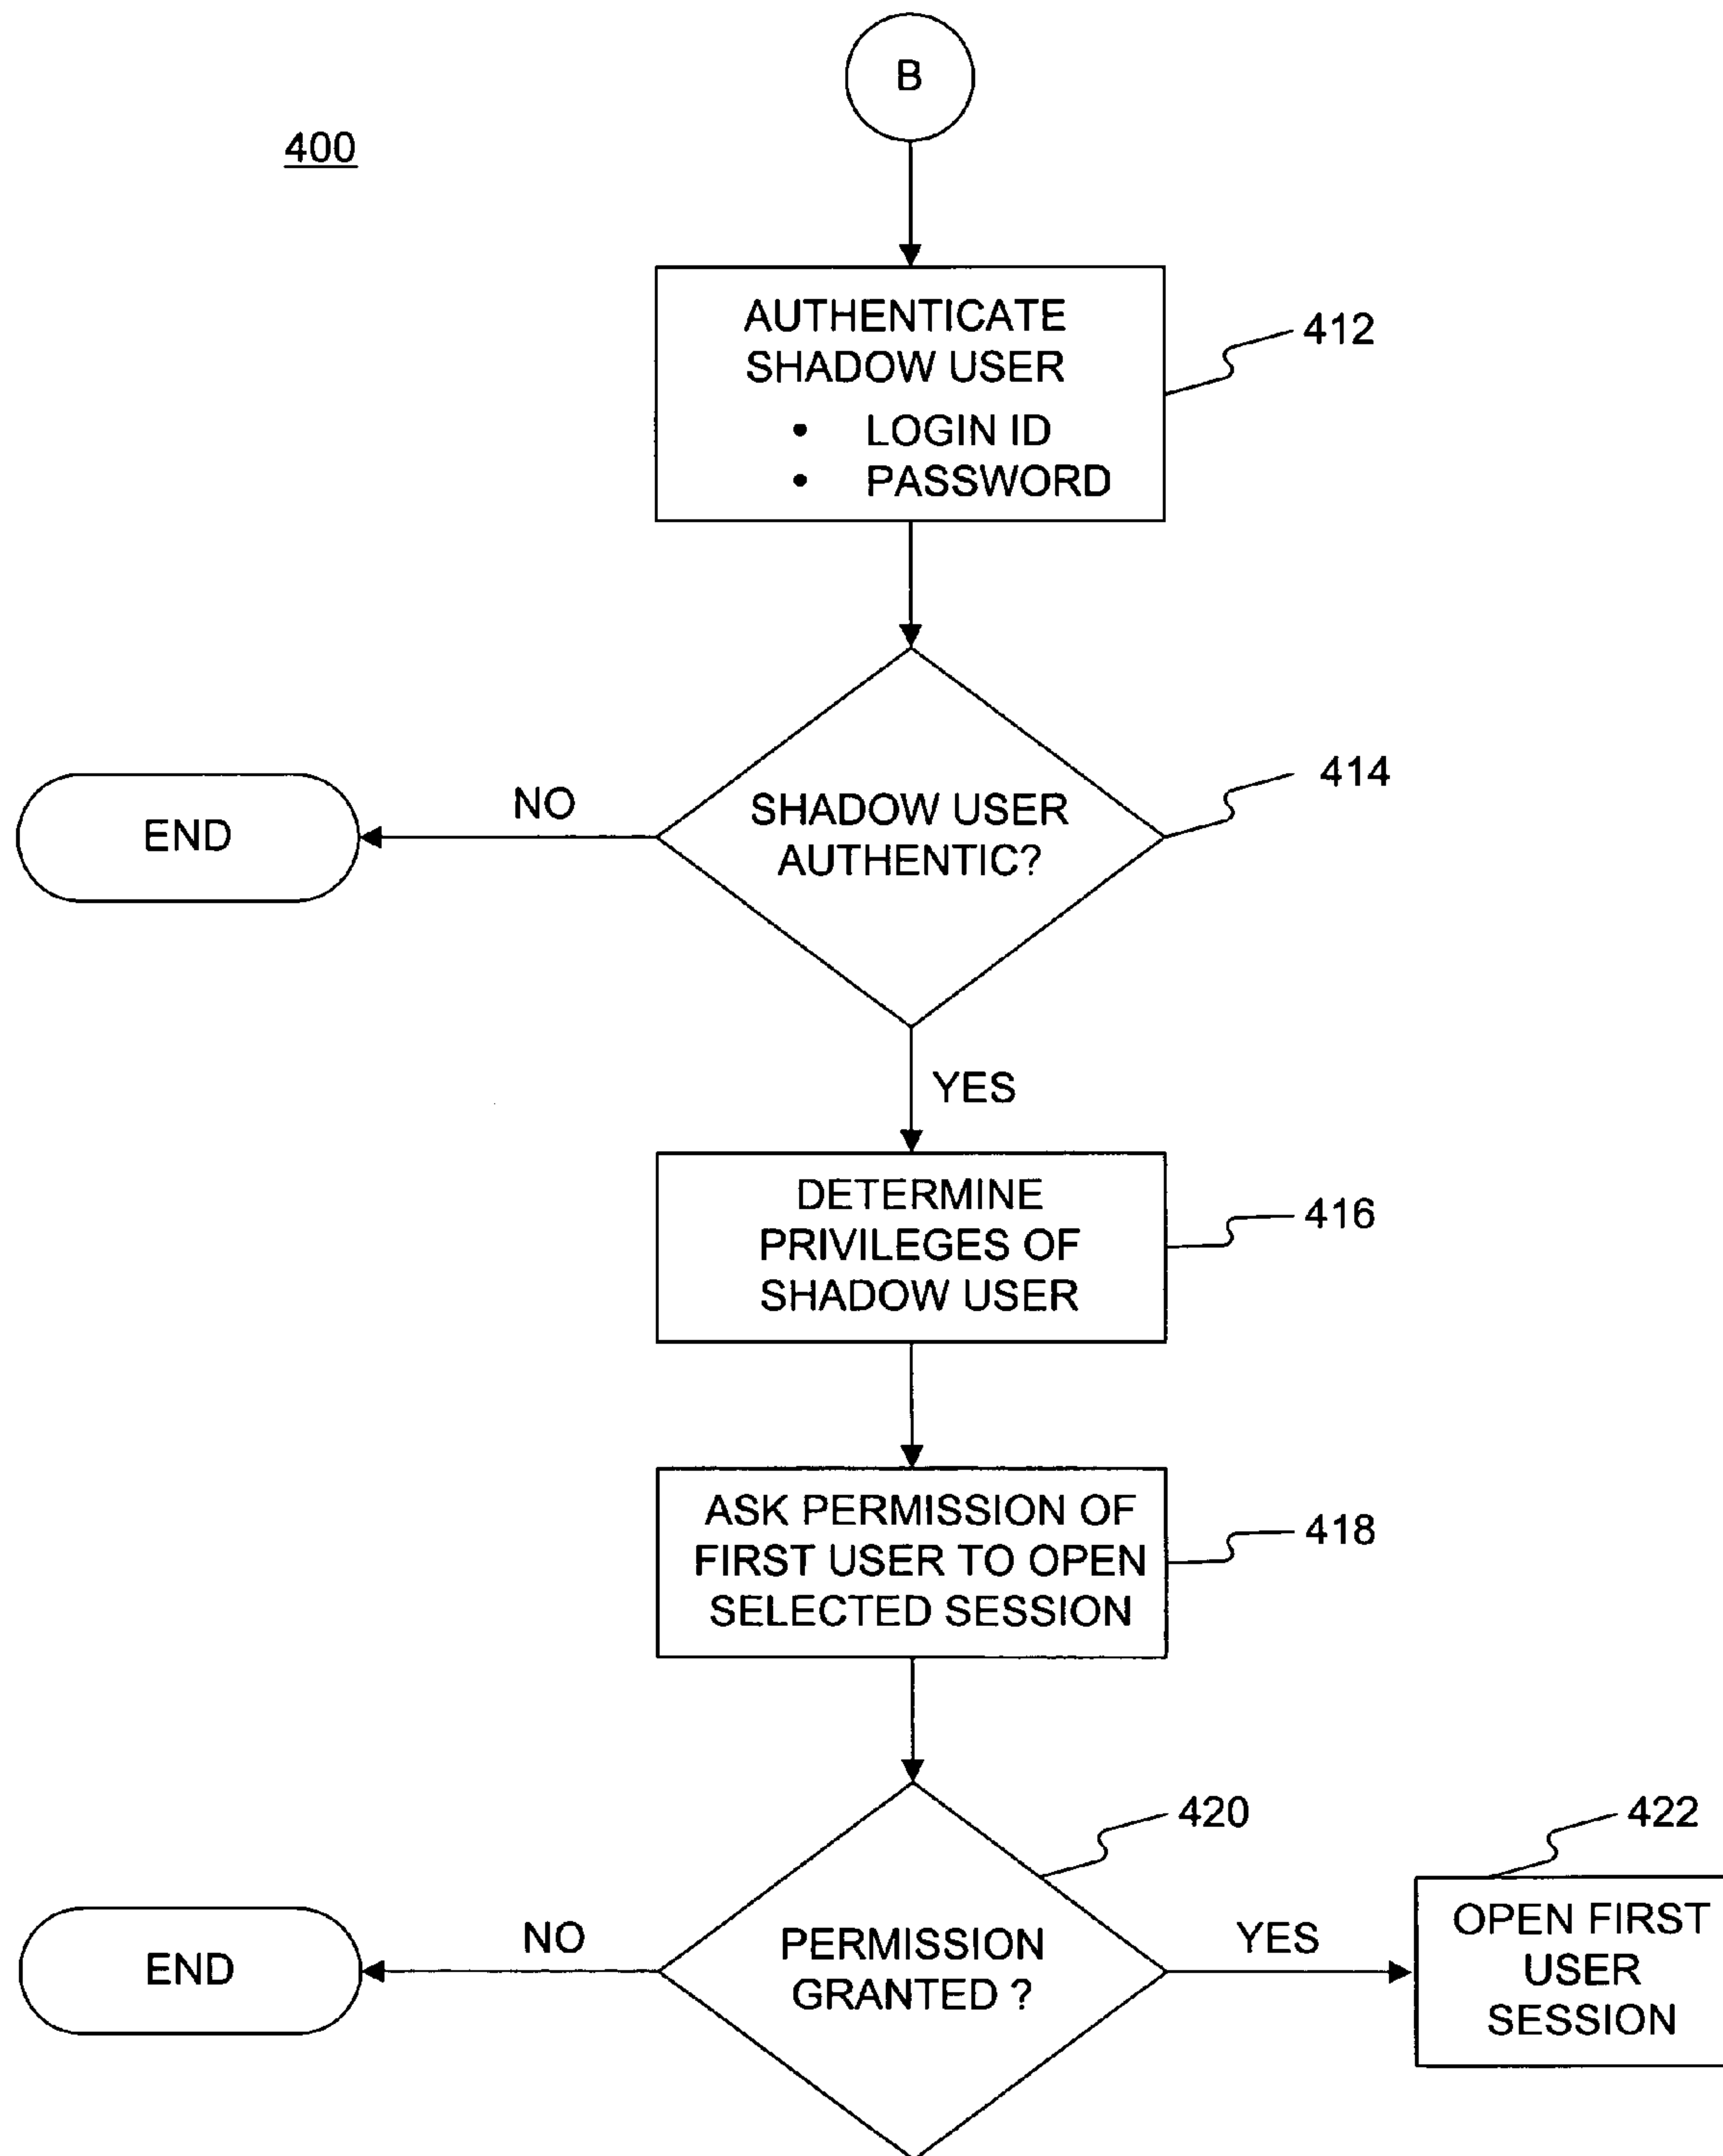 B
400
AUTHENTICATE
SHADOW USER
• LOGIN ID
• PASSWORD
412
414
SHADOW USER
AUTHENTIC?
NO
END
YES
DETERMINE
PRIVILEGES OF
SHADOW USER
416
ASK PERMISSION OF
FIRST USER TO OPEN
SELECTED SESSION
418
420
422
PERMISSION
GRANTED ?
NO
END
YES
OPEN FIRST
USER
SESSION